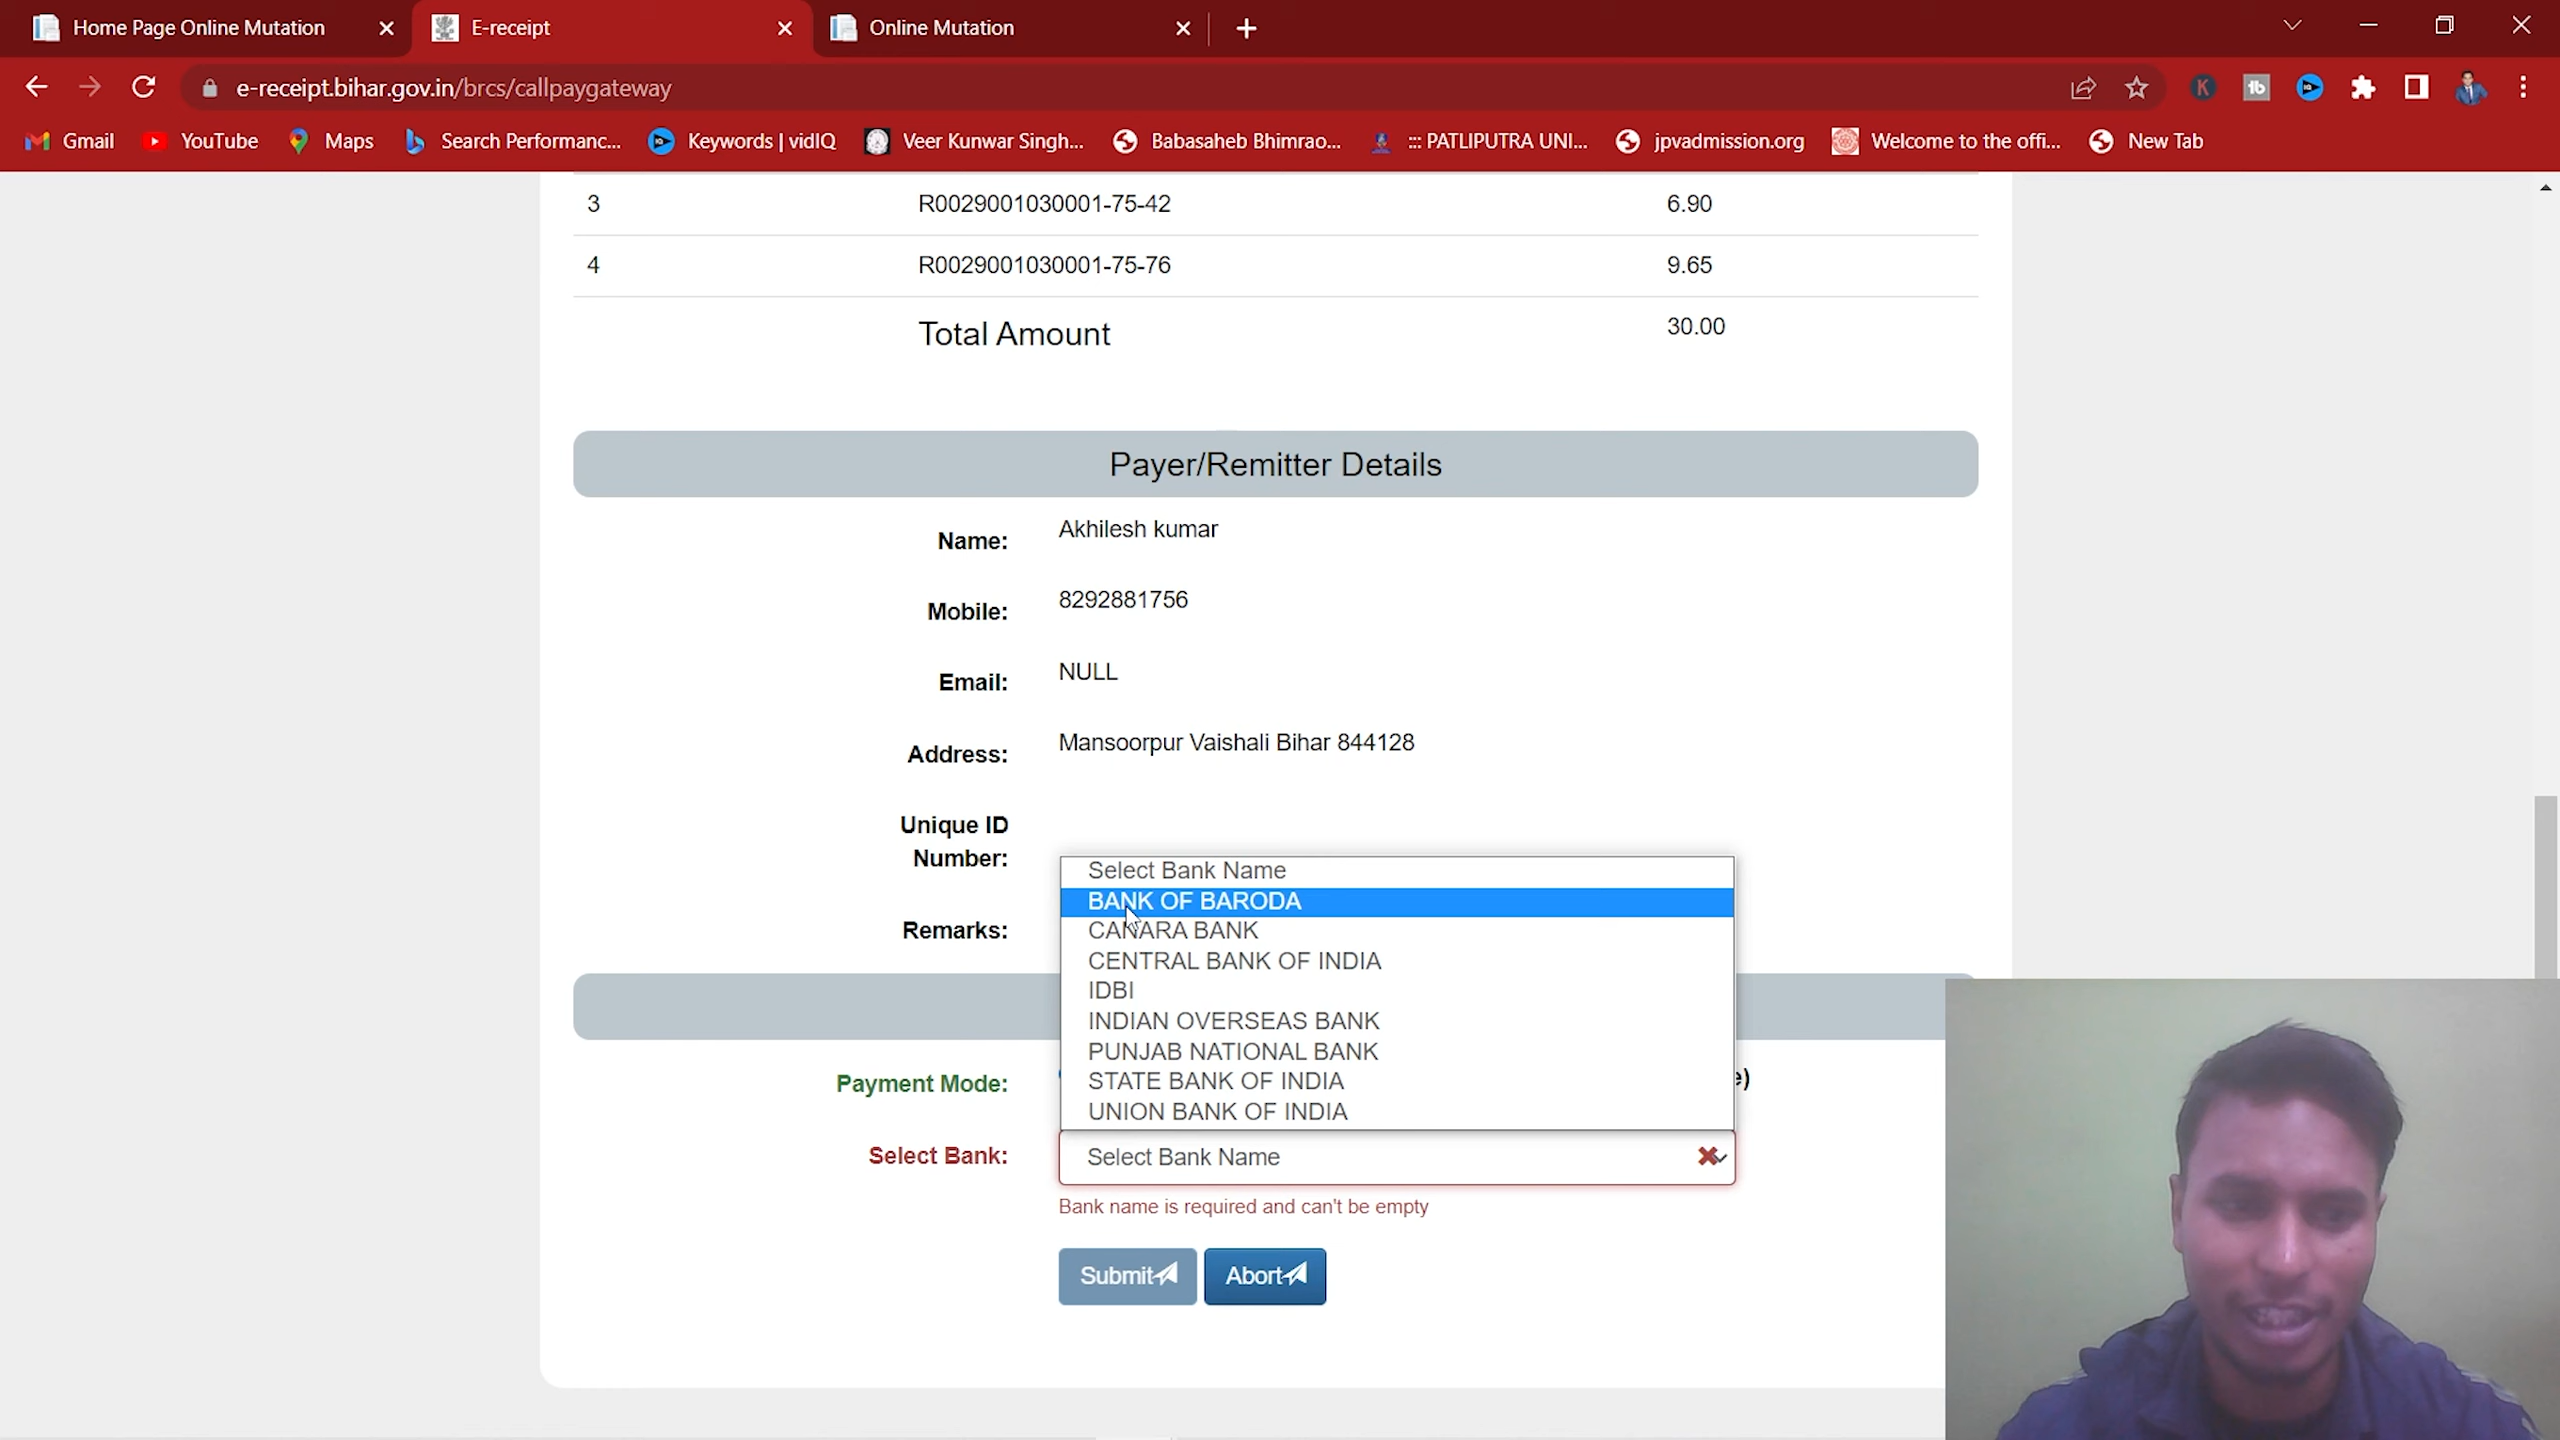 Home Page Online Mutation
E-receipt
Online Mutation
e-receipt.bihar.gov.in/brcs/callpaygateway
Gmail
YouTube
Maps
Search Performanc...
Keywords | vidIQ
Veer Kunwar Singh...
Babasaheb Bhimrao...
::: PATLIPUTRA UNI...
jpvadmission.org
Welcome to the offi...
New Tab
3 R0029001030001-75-42 6.90
4 R0029001030001-75-76 9.65
Total Amount 30.00
Payer/Remitter Details
Name: Akhilesh kumar
Mobile: 8292881756
Email: NULL
Address: Mansoorpur Vaishali Bihar 844128
Unique ID
Number:
Remarks:
Select Bank Name
BANK OF BARODA
CANARA BANK
CENTRAL BANK OF INDIA
IDBI
INDIAN OVERSEAS BANK
PUNJAB NATIONAL BANK
STATE BANK OF INDIA
UNION BANK OF INDIA
Payment Mode: e)
Select Bank: Select Bank Name
Bank name is required and can't be empty
Submit Abort